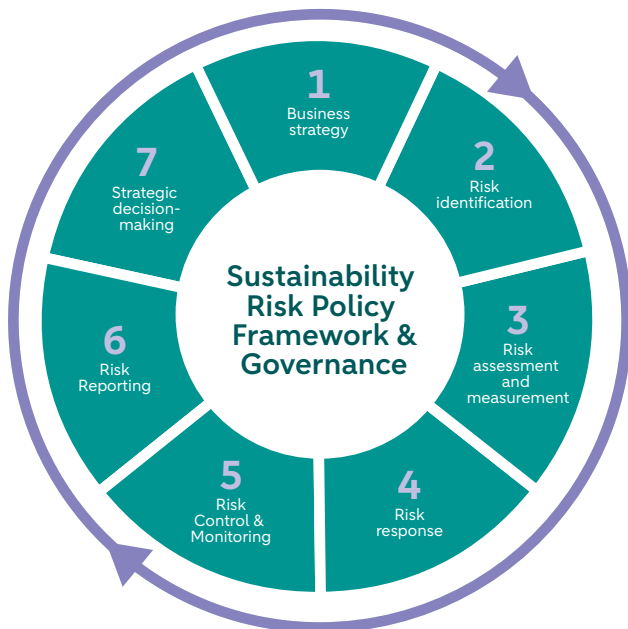 1
Business
strategy
2
Risk
identification
3
Risk
assessment
and
measurement
4
Risk
response
5
Risk
Control &
Monitoring
6
Risk
Reporting
7
Strategic
decision-
making
Sustainability
Risk Policy
Framework &
Governance